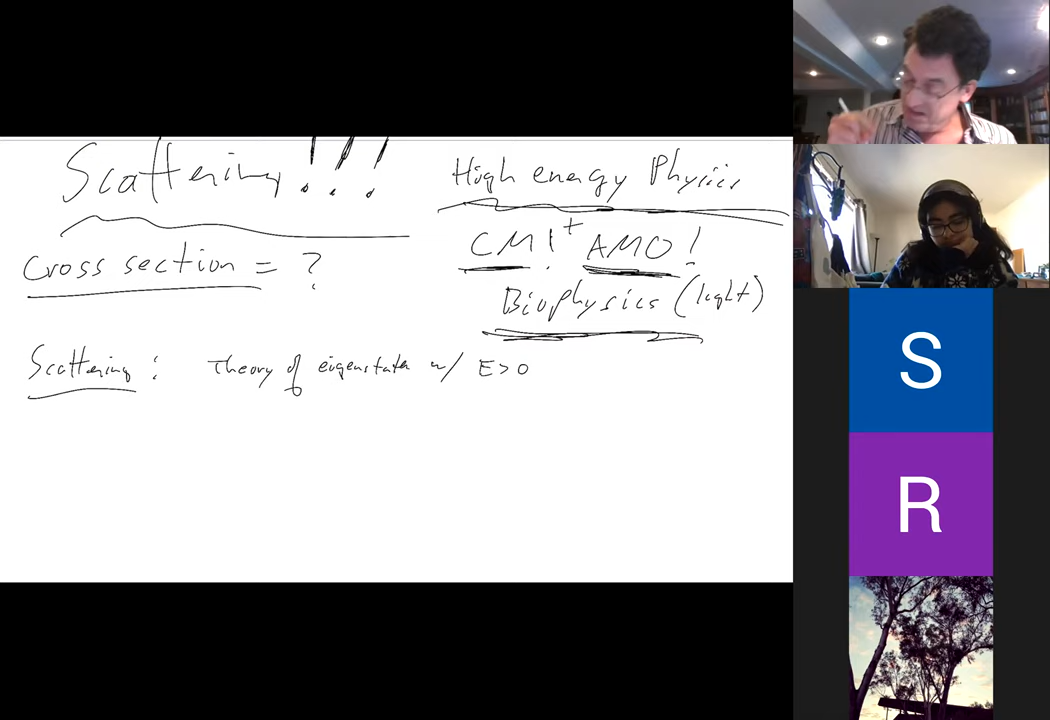 Scattering!!!
High energy Physics
CM!+ AMO!
cross section = ?
Biophysics (light)
Scattering: Theory of eigenstates w/ E>0
S
R